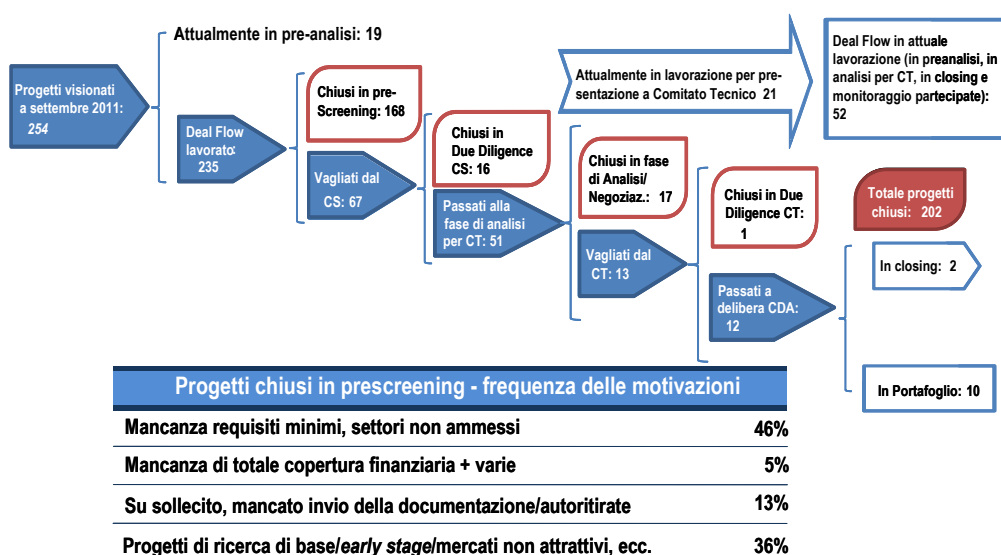 Attualmente in pre-analisi: 19
Progetti visionati
a settembre 2011:
254
Deal Flow
lavorato:
235
Chiusi in pre-
Screening: 168
Vagliati dal
CS: 67
Chiusi in
Due Diligence
CS: 16
Passati alla
fase di analisi
per CT: 51
Attualmente in lavorazione per pre-
sentazione a Comitato Tecnico 21
Deal Flow in attuale
lavorazione (in preanalisi, in
analisi per CT, in closing e
monitoraggio partecipate):
52
Chiusi in fase
di Analisi/
Negoziaz.: 17
Vagliati dal
CT: 13
Chiusi in Due
Diligence CT:
1
Passati a
delibera CDA:
12
Totale progetti
chiusi: 202
In closing: 2
In Portafoglio: 10
Progetti chiusi in prescreening - frequenza delle motivazioni
Mancanza requisiti minimi, settori non ammessi 46%
Mancanza di totale copertura finanziaria + varie 5%
Su sollecito, mancato invio della documentazione/autoritirate 13%
Progetti di ricerca di base/early stage/mercati non attrattivi, ecc. 36%